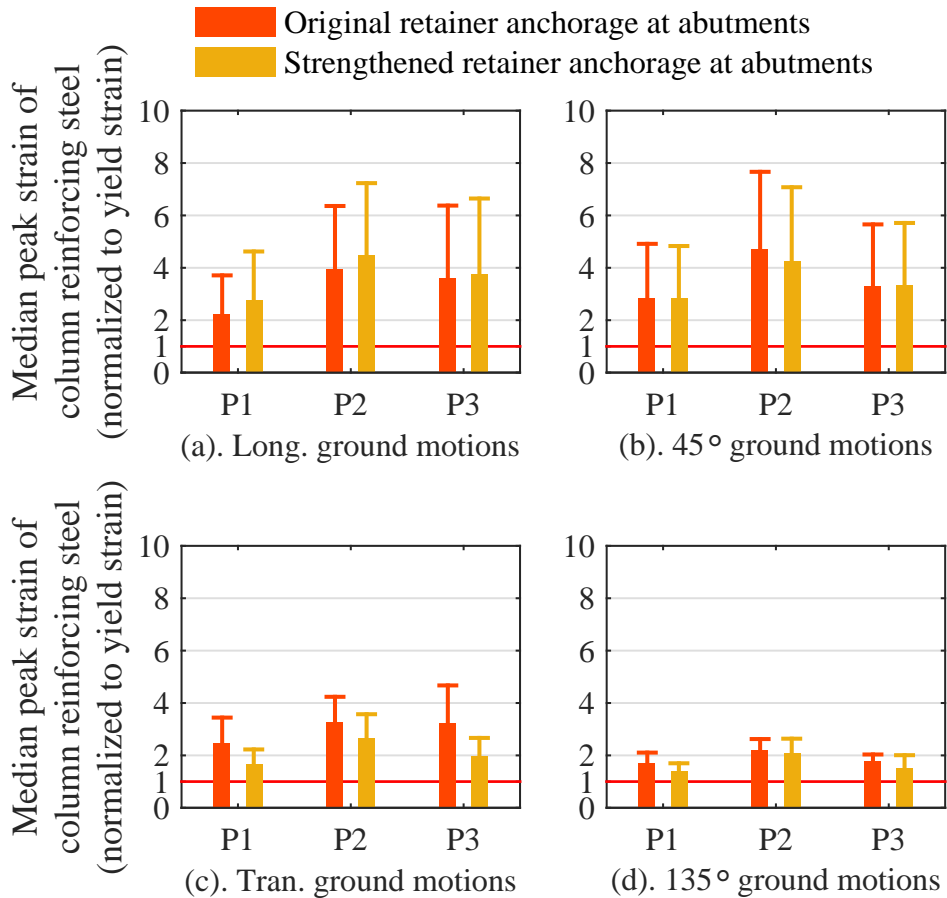 Original retainer anchorage at abutments
Strengthened retainer anchorage at abutments
Median peak strain of
column reinforcing steel
(normalized to yield strain)
10
8
6
4
2
1
0
P1 P2 P3
(a). Long. ground motions
10
8
6
4
2
1
0
P1 P2 P3
(b). 45° ground motions
Median peak strain of
column reinforcing steel
(normalized to yield strain)
10
8
6
4
2
1
0
P1 P2 P3
(c). Tran. ground motions
10
8
6
4
2
1
0
P1 P2 P3
(d). 135° ground motions